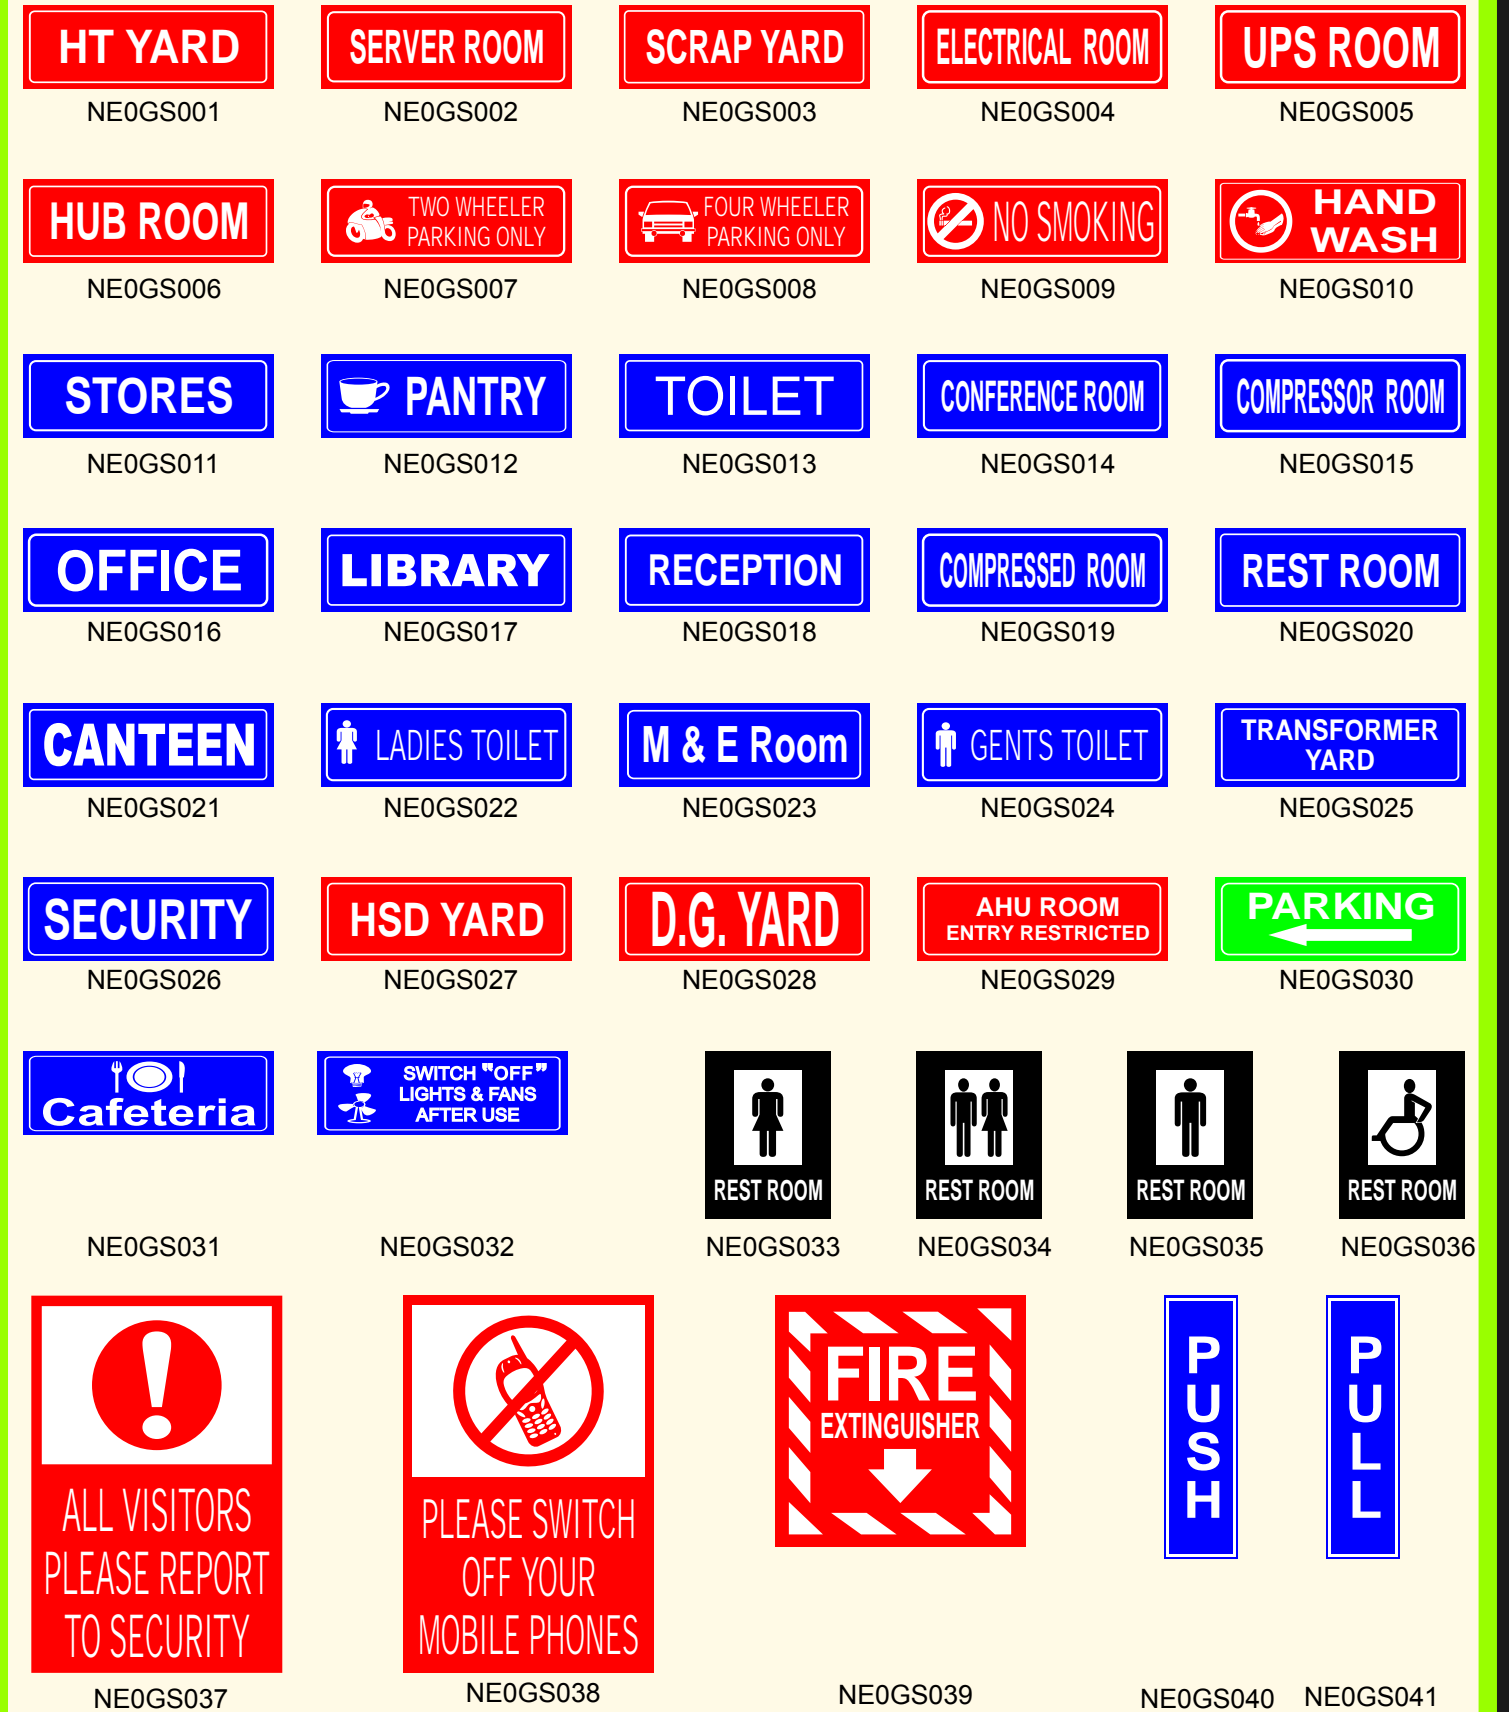 HT YARD
SERVER ROOM
SCRAP YARD
ELECTRICAL ROOM
UPS ROOM
NE0GS001
NE0GS002
NE0GS003
NE0GS004
NE0GS005
HUB ROOM
TWO WHEELER
PARKING ONLY
FOUR WHEELER
PARKING ONLY
NO SMOKING
HAND
WASH
NE0GS006
NE0GS007
NE0GS008
NE0GS009
NE0GS010
STORES
PANTRY
TOILET
CONFERENCE ROOM
COMPRESSOR ROOM
NE0GS011
NE0GS012
NE0GS013
NE0GS014
NE0GS015
OFFICE
LIBRARY
RECEPTION
COMPRESSED ROOM
REST ROOM
NE0GS016
NE0GS017
NE0GS018
NE0GS019
NE0GS020
CANTEEN
LADIES TOILET
M & E Room
GENTS TOILET
TRANSFORMER
YARD
NE0GS021
NE0GS022
NE0GS023
NE0GS024
NE0GS025
SECURITY
HSD YARD
D.G. YARD
AHU ROOM
ENTRY RESTRICTED
PARKING
NE0GS026
NE0GS027
NE0GS028
NE0GS029
NE0GS030
Cafeteria
SWITCH "OFF"
LIGHTS & FANS
AFTER USE
REST ROOM
REST ROOM
REST ROOM
REST ROOM
NE0GS031
NE0GS032
NE0GS033
NE0GS034
NE0GS035
NE0GS036
ALL VISITORS
PLEASE REPORT
TO SECURITY
PLEASE SWITCH
OFF YOUR
MOBILE PHONES
FIRE
EXTINGUISHER
PUSH
PULL
NE0GS037
NE0GS038
NE0GS039
NE0GS040
NE0GS041